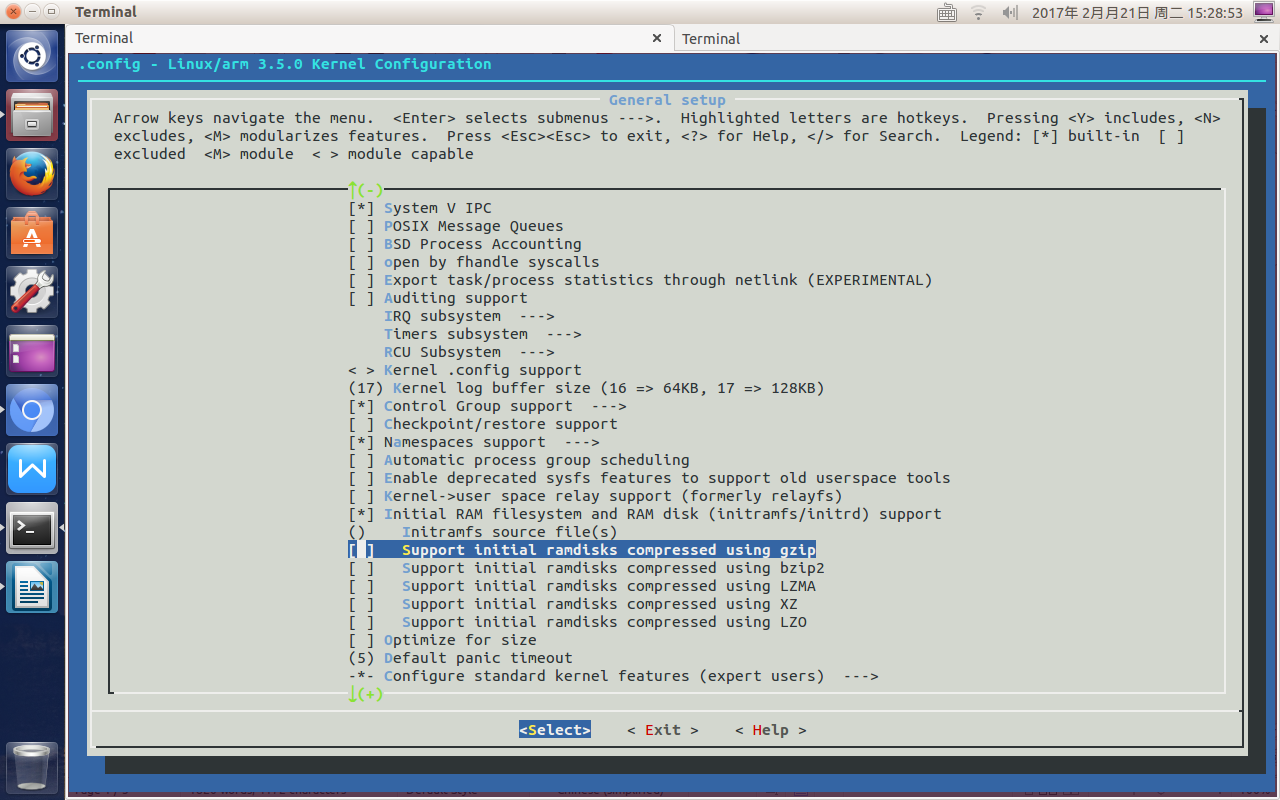 Terminal
2017年 2月月21日 周二 15:28:53
Terminal
Terminal
.config - Linux/arm 3.5.0 Kernel Configuration
General setup
Arrow keys navigate the menu.  <Enter> selects submenus --->.  Highlighted letters are hotkeys.  Pressing <Y> includes, <N>
excludes, <M> modularizes features.  Press <Esc><Esc> to exit, <?> for Help, </> for Search.  Legend: [*] built-in  [ ]
excluded  <M> module  < > module capable
↑(-)
[*] System V IPC
[ ] POSIX Message Queues
[ ] BSD Process Accounting
[ ] open by fhandle syscalls
[ ] Export task/process statistics through netlink (EXPERIMENTAL)
[ ] Auditing support
IRQ subsystem  --->
Timers subsystem  --->
RCU Subsystem  --->
< > Kernel .config support
(17) Kernel log buffer size (16 => 64KB, 17 => 128KB)
[*] Control Group support  --->
[ ] Checkpoint/restore support
[*] Namespaces support  --->
[ ] Automatic process group scheduling
[ ] Enable deprecated sysfs features to support old userspace tools
[ ] Kernel->user space relay support (formerly relayfs)
[*] Initial RAM filesystem and RAM disk (initramfs/initrd) support
()    Initramfs source file(s)
[ ]   Support initial ramdisks compressed using gzip
[ ]   Support initial ramdisks compressed using bzip2
[ ]   Support initial ramdisks compressed using LZMA
[ ]   Support initial ramdisks compressed using XZ
[ ]   Support initial ramdisks compressed using LZO
[ ] Optimize for size
(5) Default panic timeout
-*- Configure standard kernel features (expert users)  --->
↓(+)
<Select>    < Exit >    < Help >